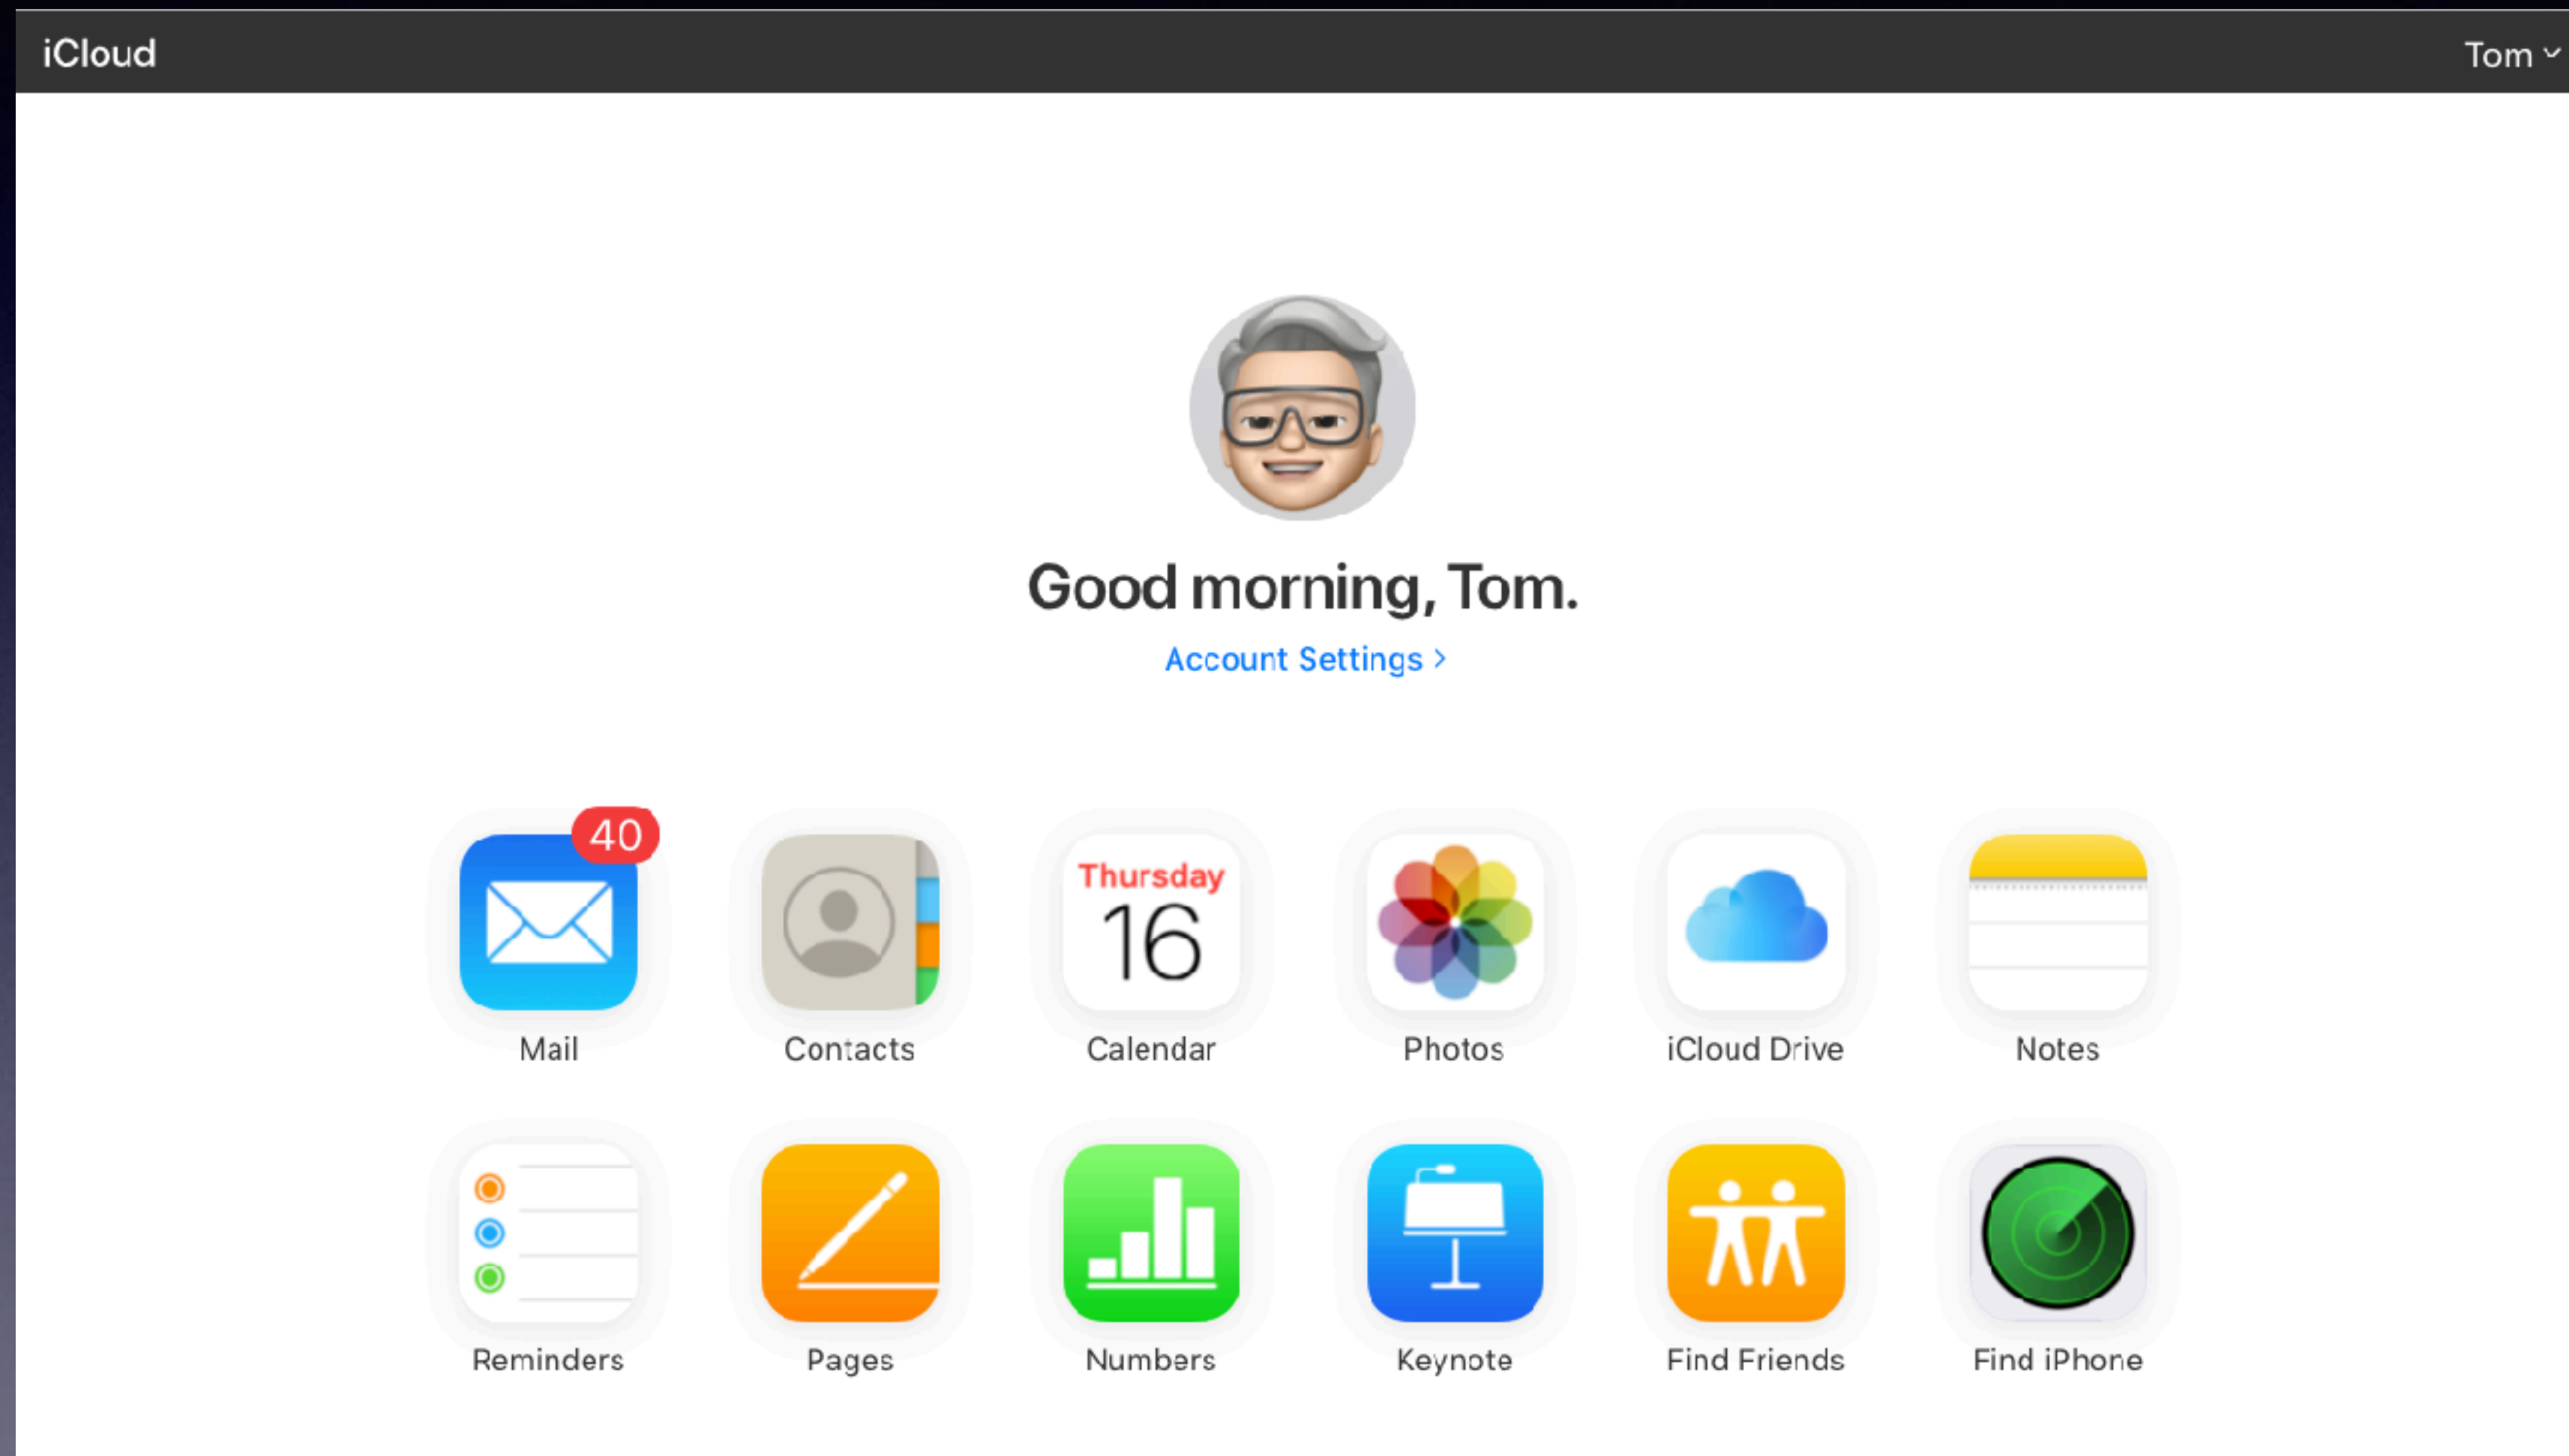 iCloud
Tom
Good morning, Tom.
Account Settings >
40
Thursday
16
Mail
Contacts
Calendar
Photos
iCloud Drive
Notes
Reminders
Pages
Numbers
Keynote
Find Friends
Find iPhone